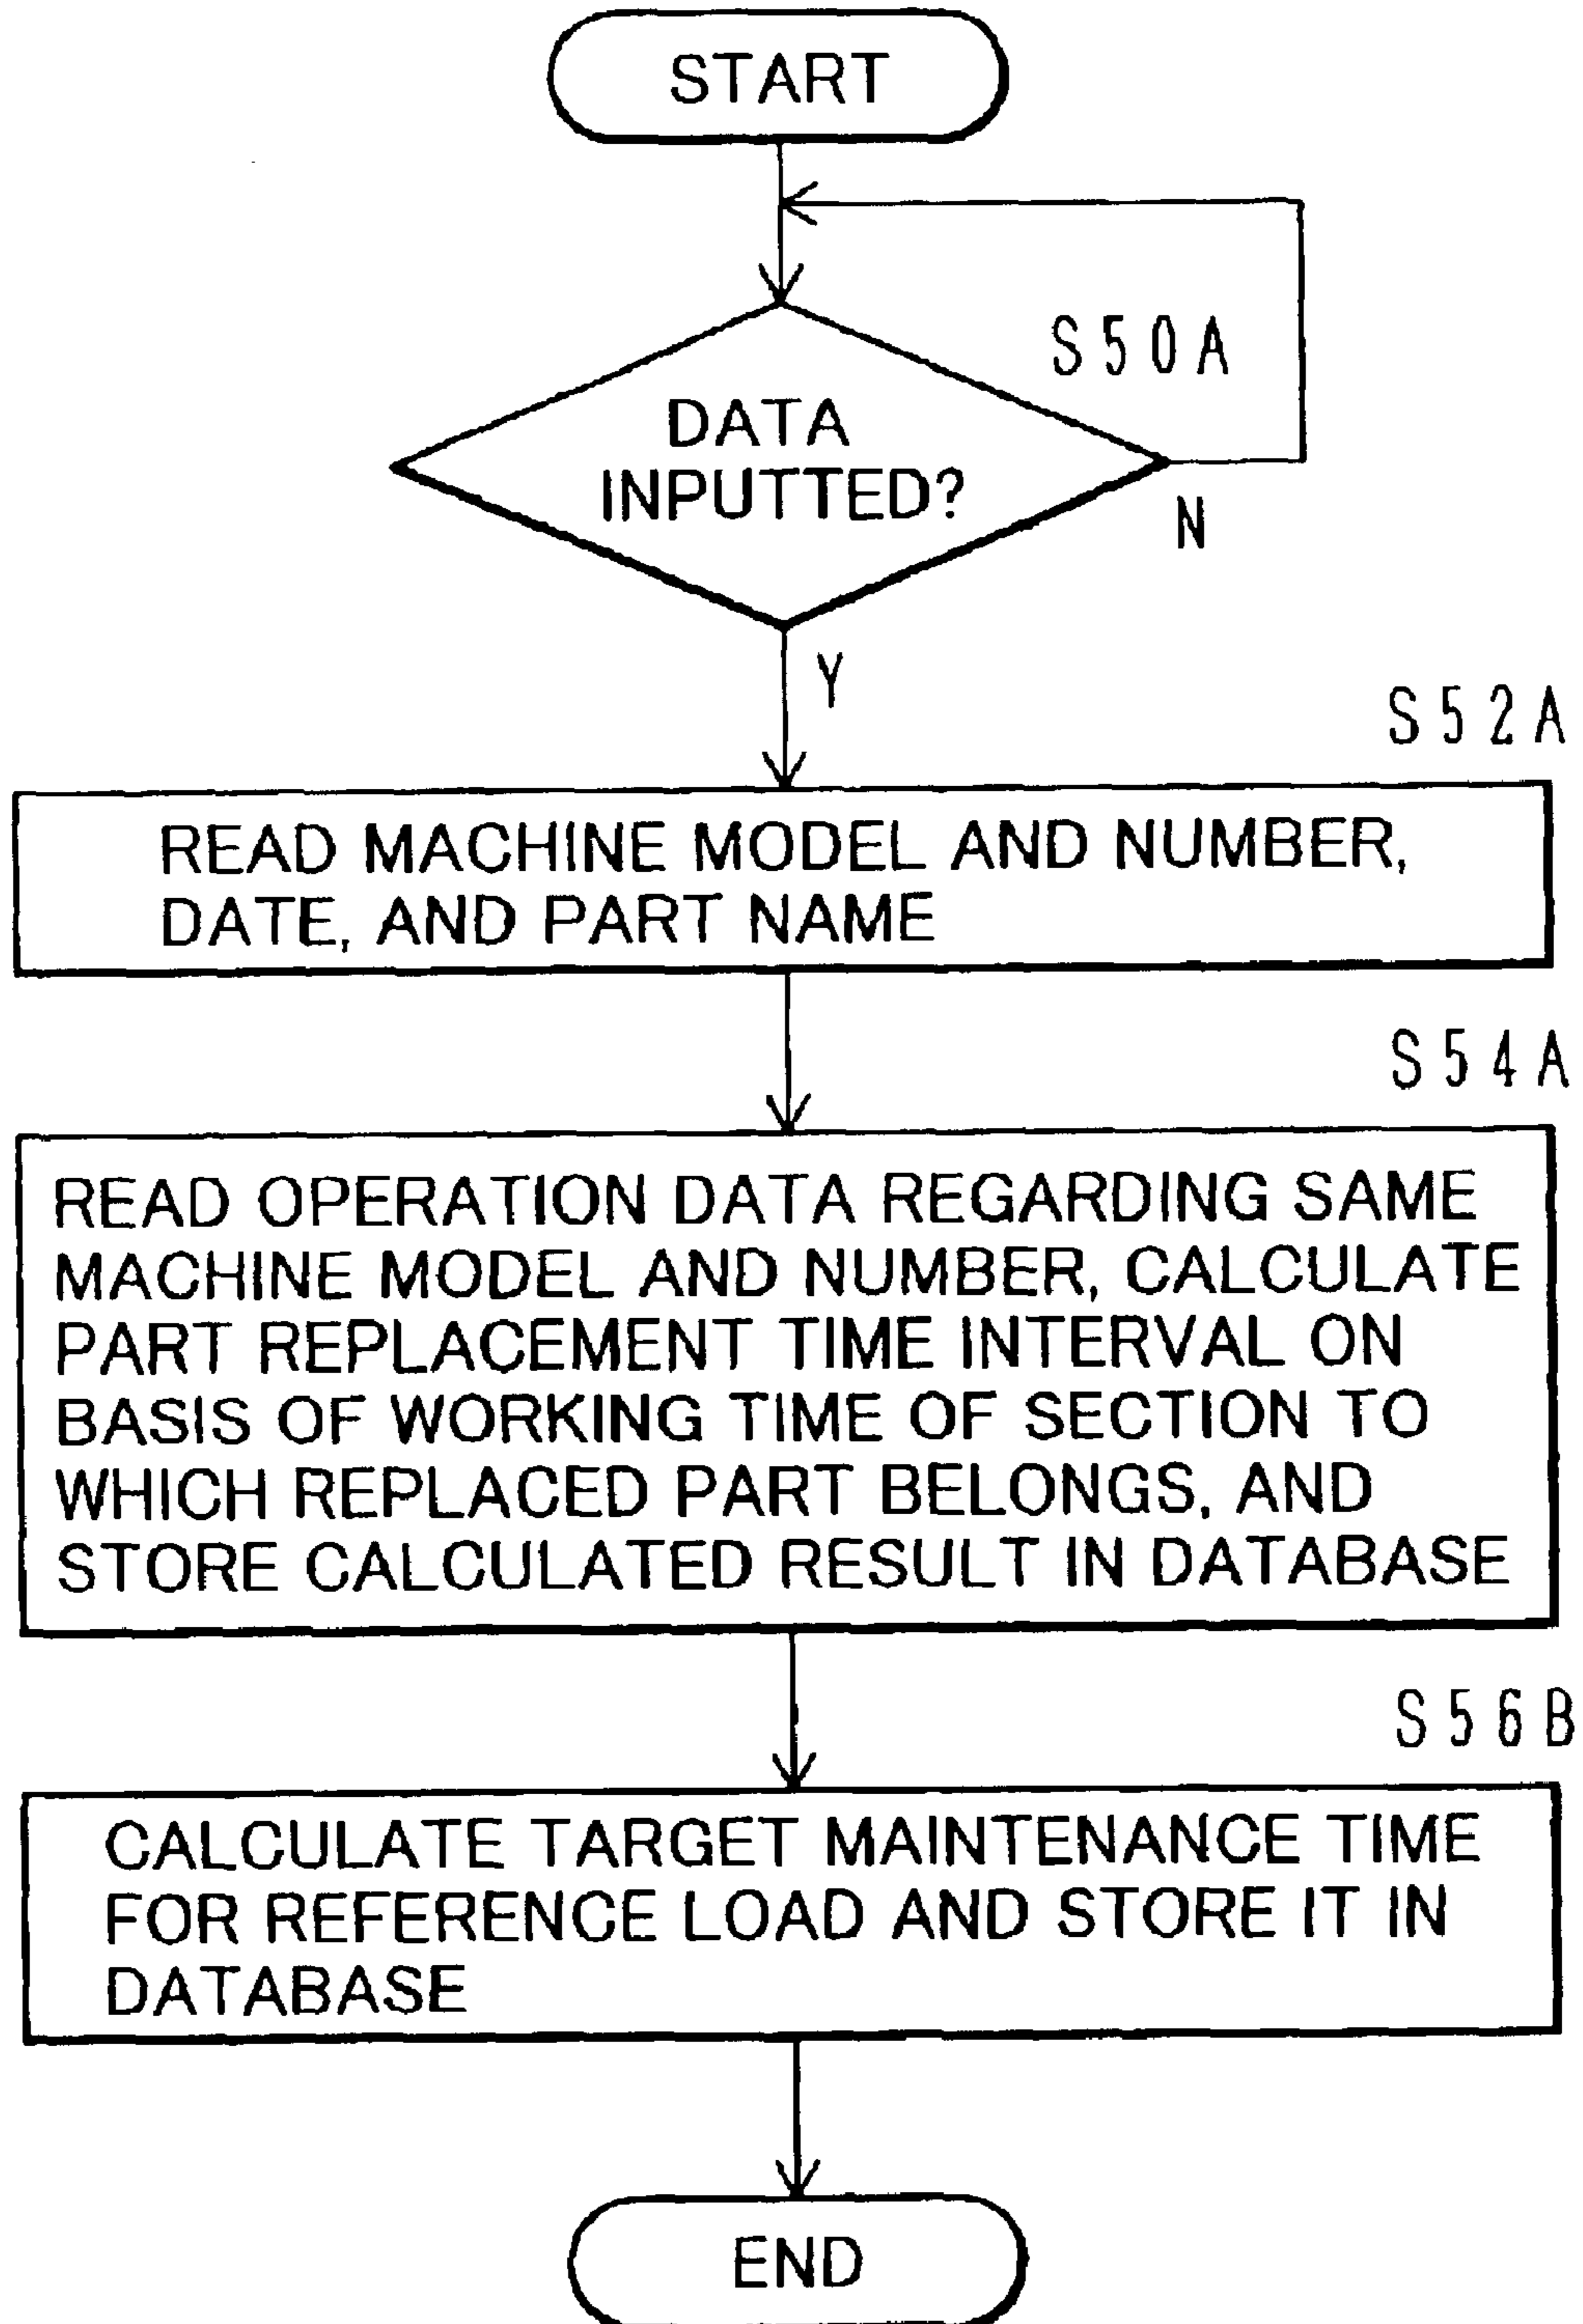 START
S50A
DATA
INPUTTED?
N
Y
S52A
READ MACHINE MODEL AND NUMBER,
DATE, AND PART NAME
S54A
READ OPERATION DATA REGARDING SAME
MACHINE MODEL AND NUMBER, CALCULATE
PART REPLACEMENT TIME INTERVAL ON
BASIS OF WORKING TIME OF SECTION TO
WHICH REPLACED PART BELONGS, AND
STORE CALCULATED RESULT IN DATABASE
S56B
CALCULATE TARGET MAINTENANCE TIME
FOR REFERENCE LOAD AND STORE IT IN
DATABASE
END